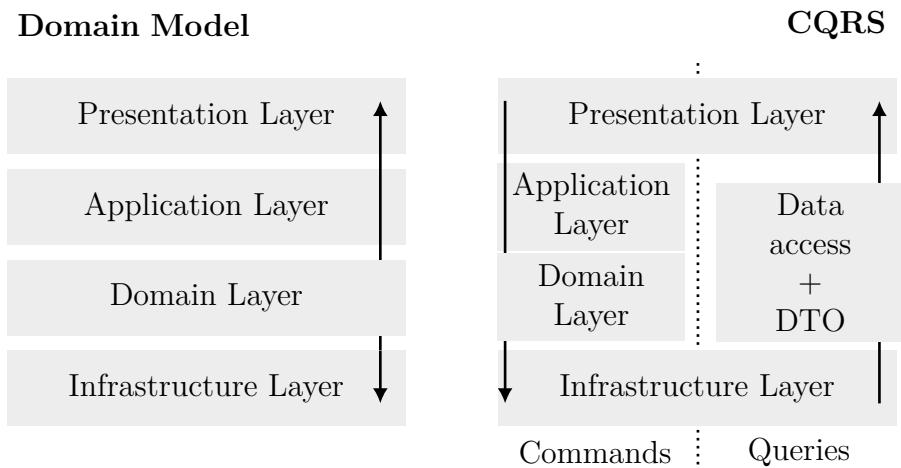 Domain Model
Presentation Layer
Application Layer
Domain Layer
Infrastructure Layer
CQRS
Presentation Layer
Application
Layer
Domain
Layer
Data
access
+
DTO
Infrastructure Layer
Commands
Queries